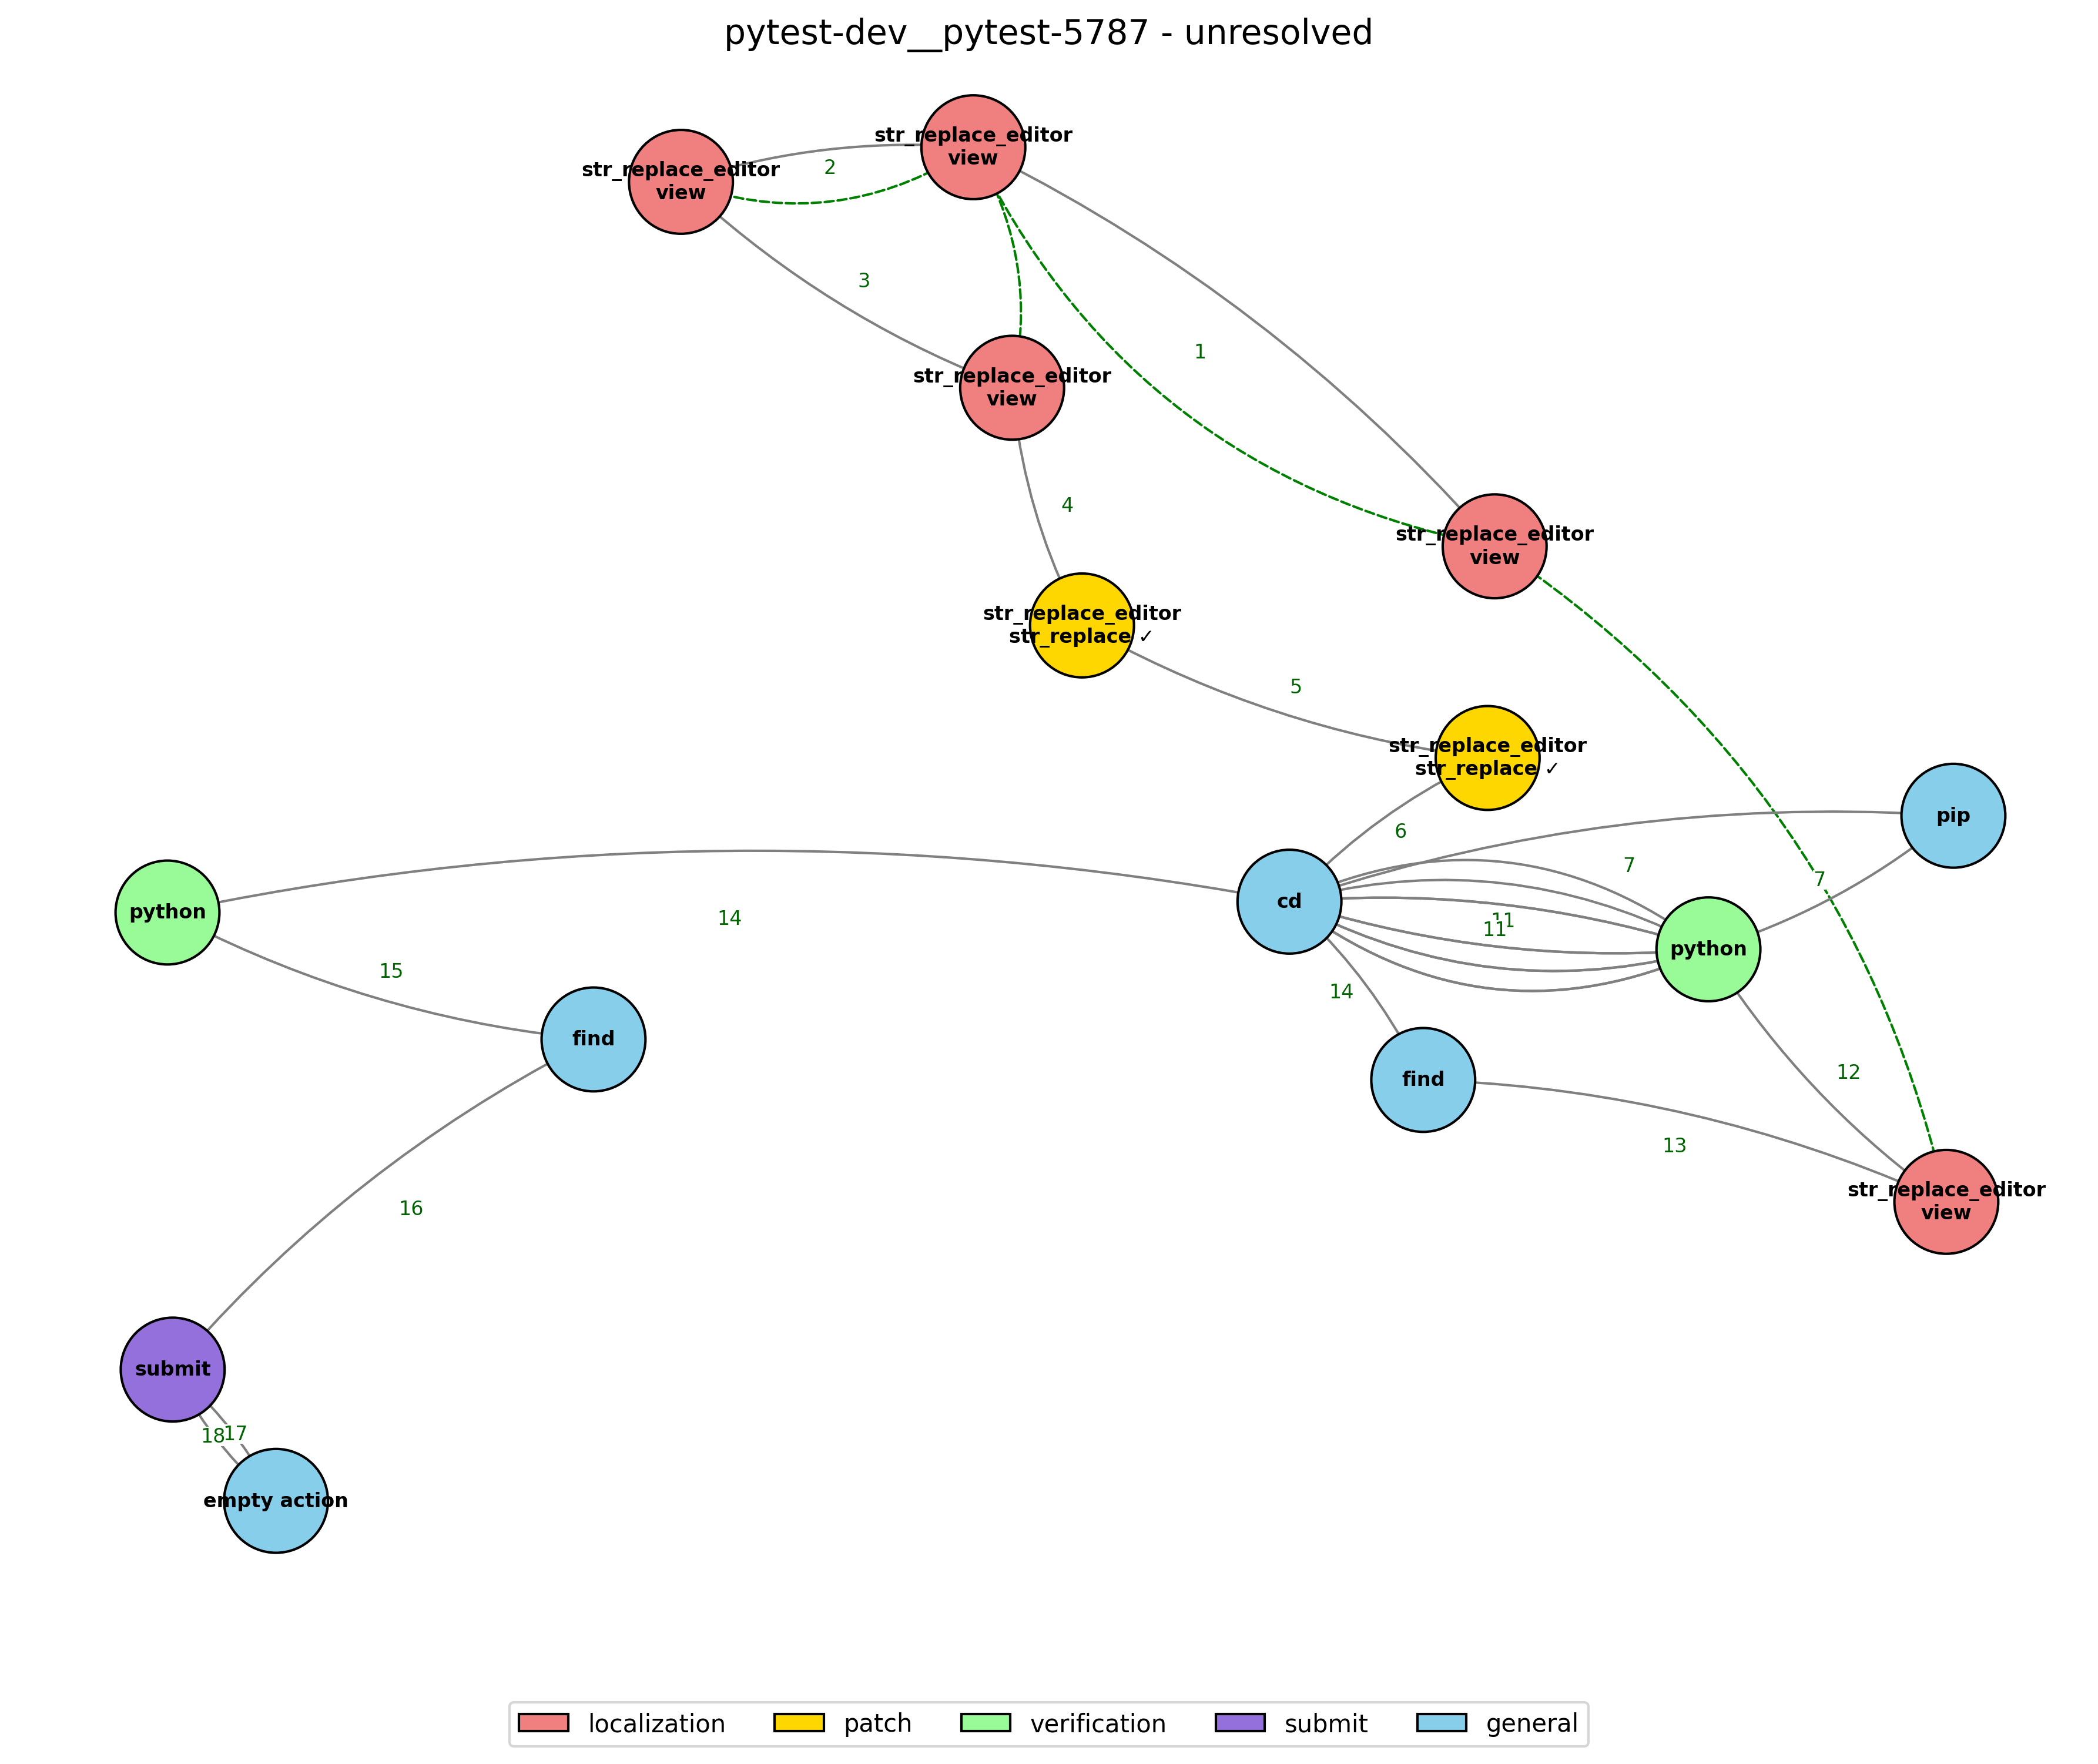 pytest-dev__pytest-5787 - unresolved
str_replace_editor
view
2
str_replace_editor
view
3
1
str_replace_editor
view
4
str_replace_editor
view
str_replace_editor
str_replace ✓
5
str_replace_editor
str_replace ✓
6
pip
7
7
python
cd
11
11
python
14
15
find
14
find
12
13
str_replace_editor
view
16
submit
18
17
empty action
localization
patch
verification
submit
general